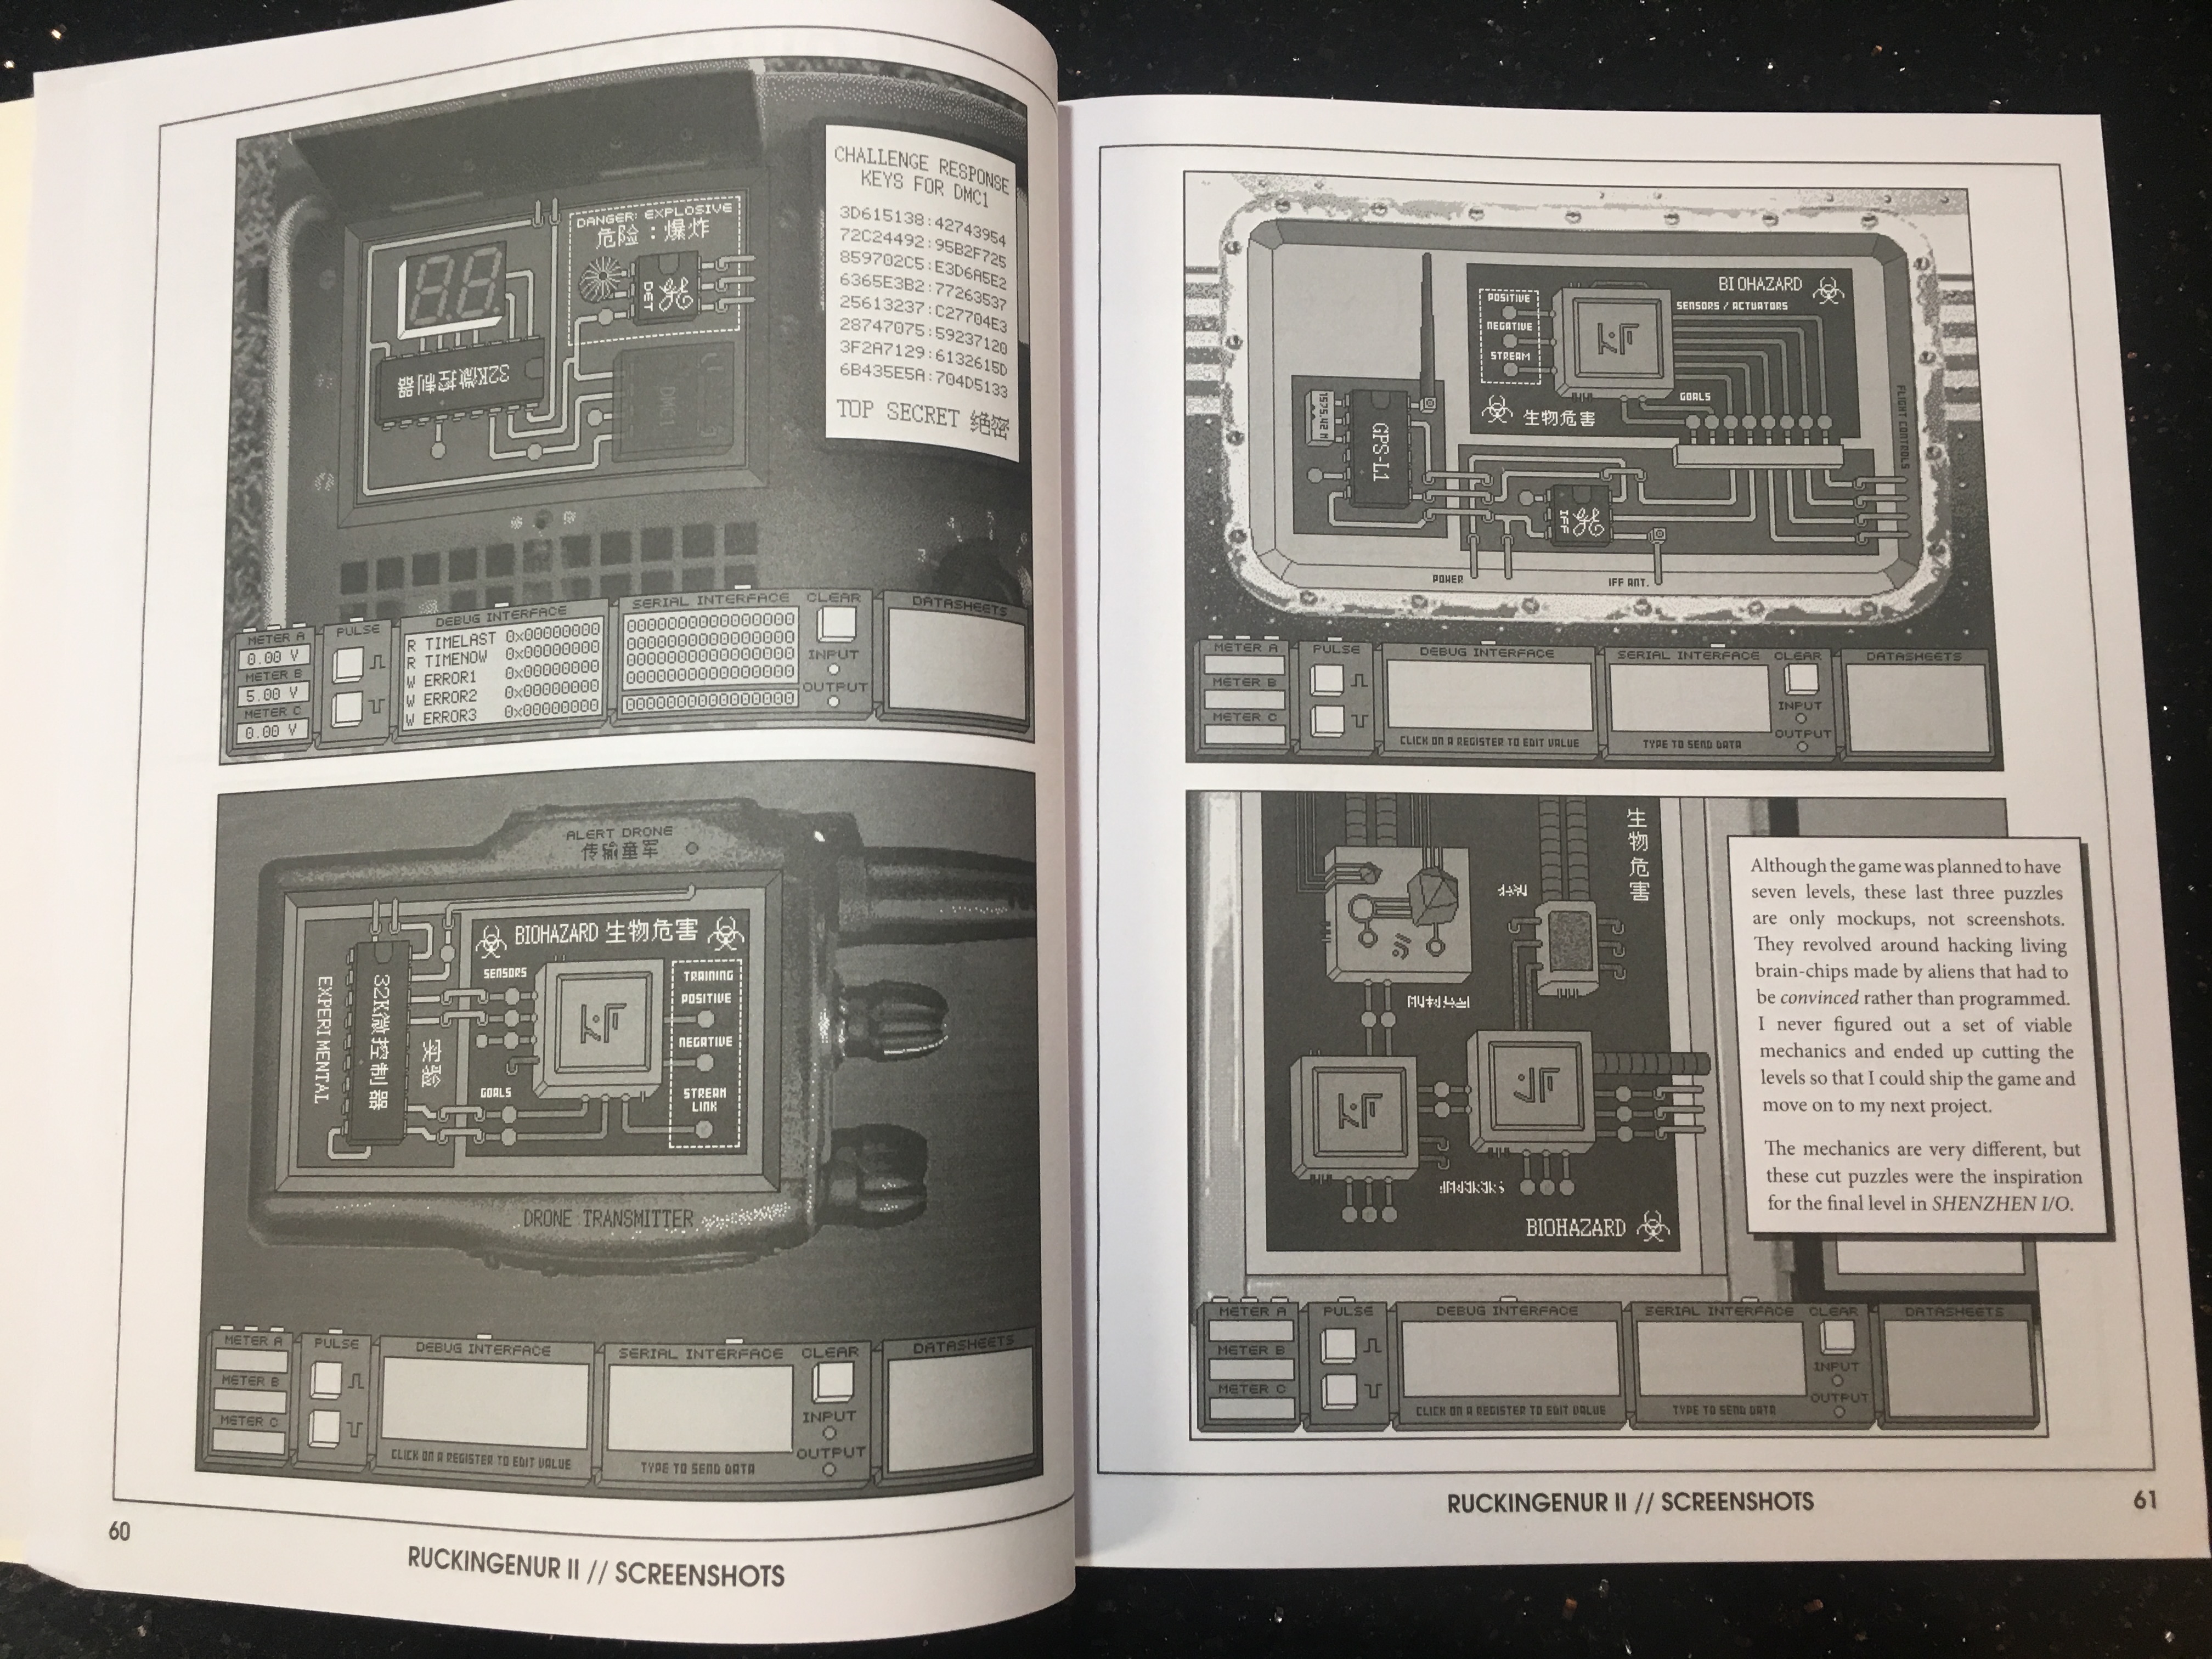 CHALLENGE RESPONSE
KEYS FOR DMC1
3D615138:42743954
72C24492:95B2F725
859702C5:E3D6A5E2
6365E3B2:77263537
25613237:C27704E3
28747075:59237120
3F2A7129:6132615D
6B435E5A:704D5133
TOP SECRET 绝密
DANGER: EXPLOSIVE
危险：爆炸
DET
32K微控制器
DMC1
3
4
5
6
METER A
0.00 V
METER B
5.00 V
METER C
0.00 V
PULSE
DEBUG INTERFACE
R TIMELAST 0x00000000
R TIMENOW 0x00000000
W ERROR1 0x00000000
W ERROR2 0x00000000
W ERROR3 0x00000000
SERIAL INTERFACE
00000000000000
00000000000000
00000000000000
00000000000000
00000000000000
CLEAR
INPUT
OUTPUT
DATASHEETS
ALERT DRONE
传输童军
BIOHAZARD 生物危害
SENSORS
GOALS
TRAINING
POSITIVE
NEGATIVE
STREAM
LINK
EXPERIMENTAL
32K微控制器
实验
DRONE TRANSMITTER
METER A
METER B
METER C
PULSE
DEBUG INTERFACE
CLICK ON A REGISTER TO EDIT VALUE
SERIAL INTERFACE
TYPE TO SEND DATA
CLEAR
INPUT
OUTPUT
DATASHEETS
60
RUCKINGENUR II // SCREENSHOTS
BIOHAZARD
SENSORS / ACTUATORS
POSITIVE
NEGATIVE
STREAM
GOALS
生物危害
FLIGHT CONTROLS
1575.42 M
GPS-L1
IFF
POWER
IFF ANT.
METER A
METER B
METER C
PULSE
DEBUG INTERFACE
CLICK ON A REGISTER TO EDIT VALUE
SERIAL INTERFACE
TYPE TO SEND DATA
CLEAR
INPUT
OUTPUT
DATASHEETS
生物危害
BIOHAZARD
Although the game was planned to have
seven levels, these last three puzzles
are only mockups, not screenshots.
They revolved around hacking living
brain-chips made by aliens that had to
be convinced rather than programmed.
I never figured out a set of viable
mechanics and ended up cutting the
levels so that I could ship the game and
move on to my next project.
The mechanics are very different, but
these cut puzzles were the inspiration
for the final level in SHENZHEN I/O.
METER A
METER B
METER C
PULSE
DEBUG INTERFACE
CLICK ON A REGISTER TO EDIT VALUE
SERIAL INTERFACE
TYPE TO SEND DATA
CLEAR
INPUT
OUTPUT
DATASHEETS
RUCKINGENUR II // SCREENSHOTS
61